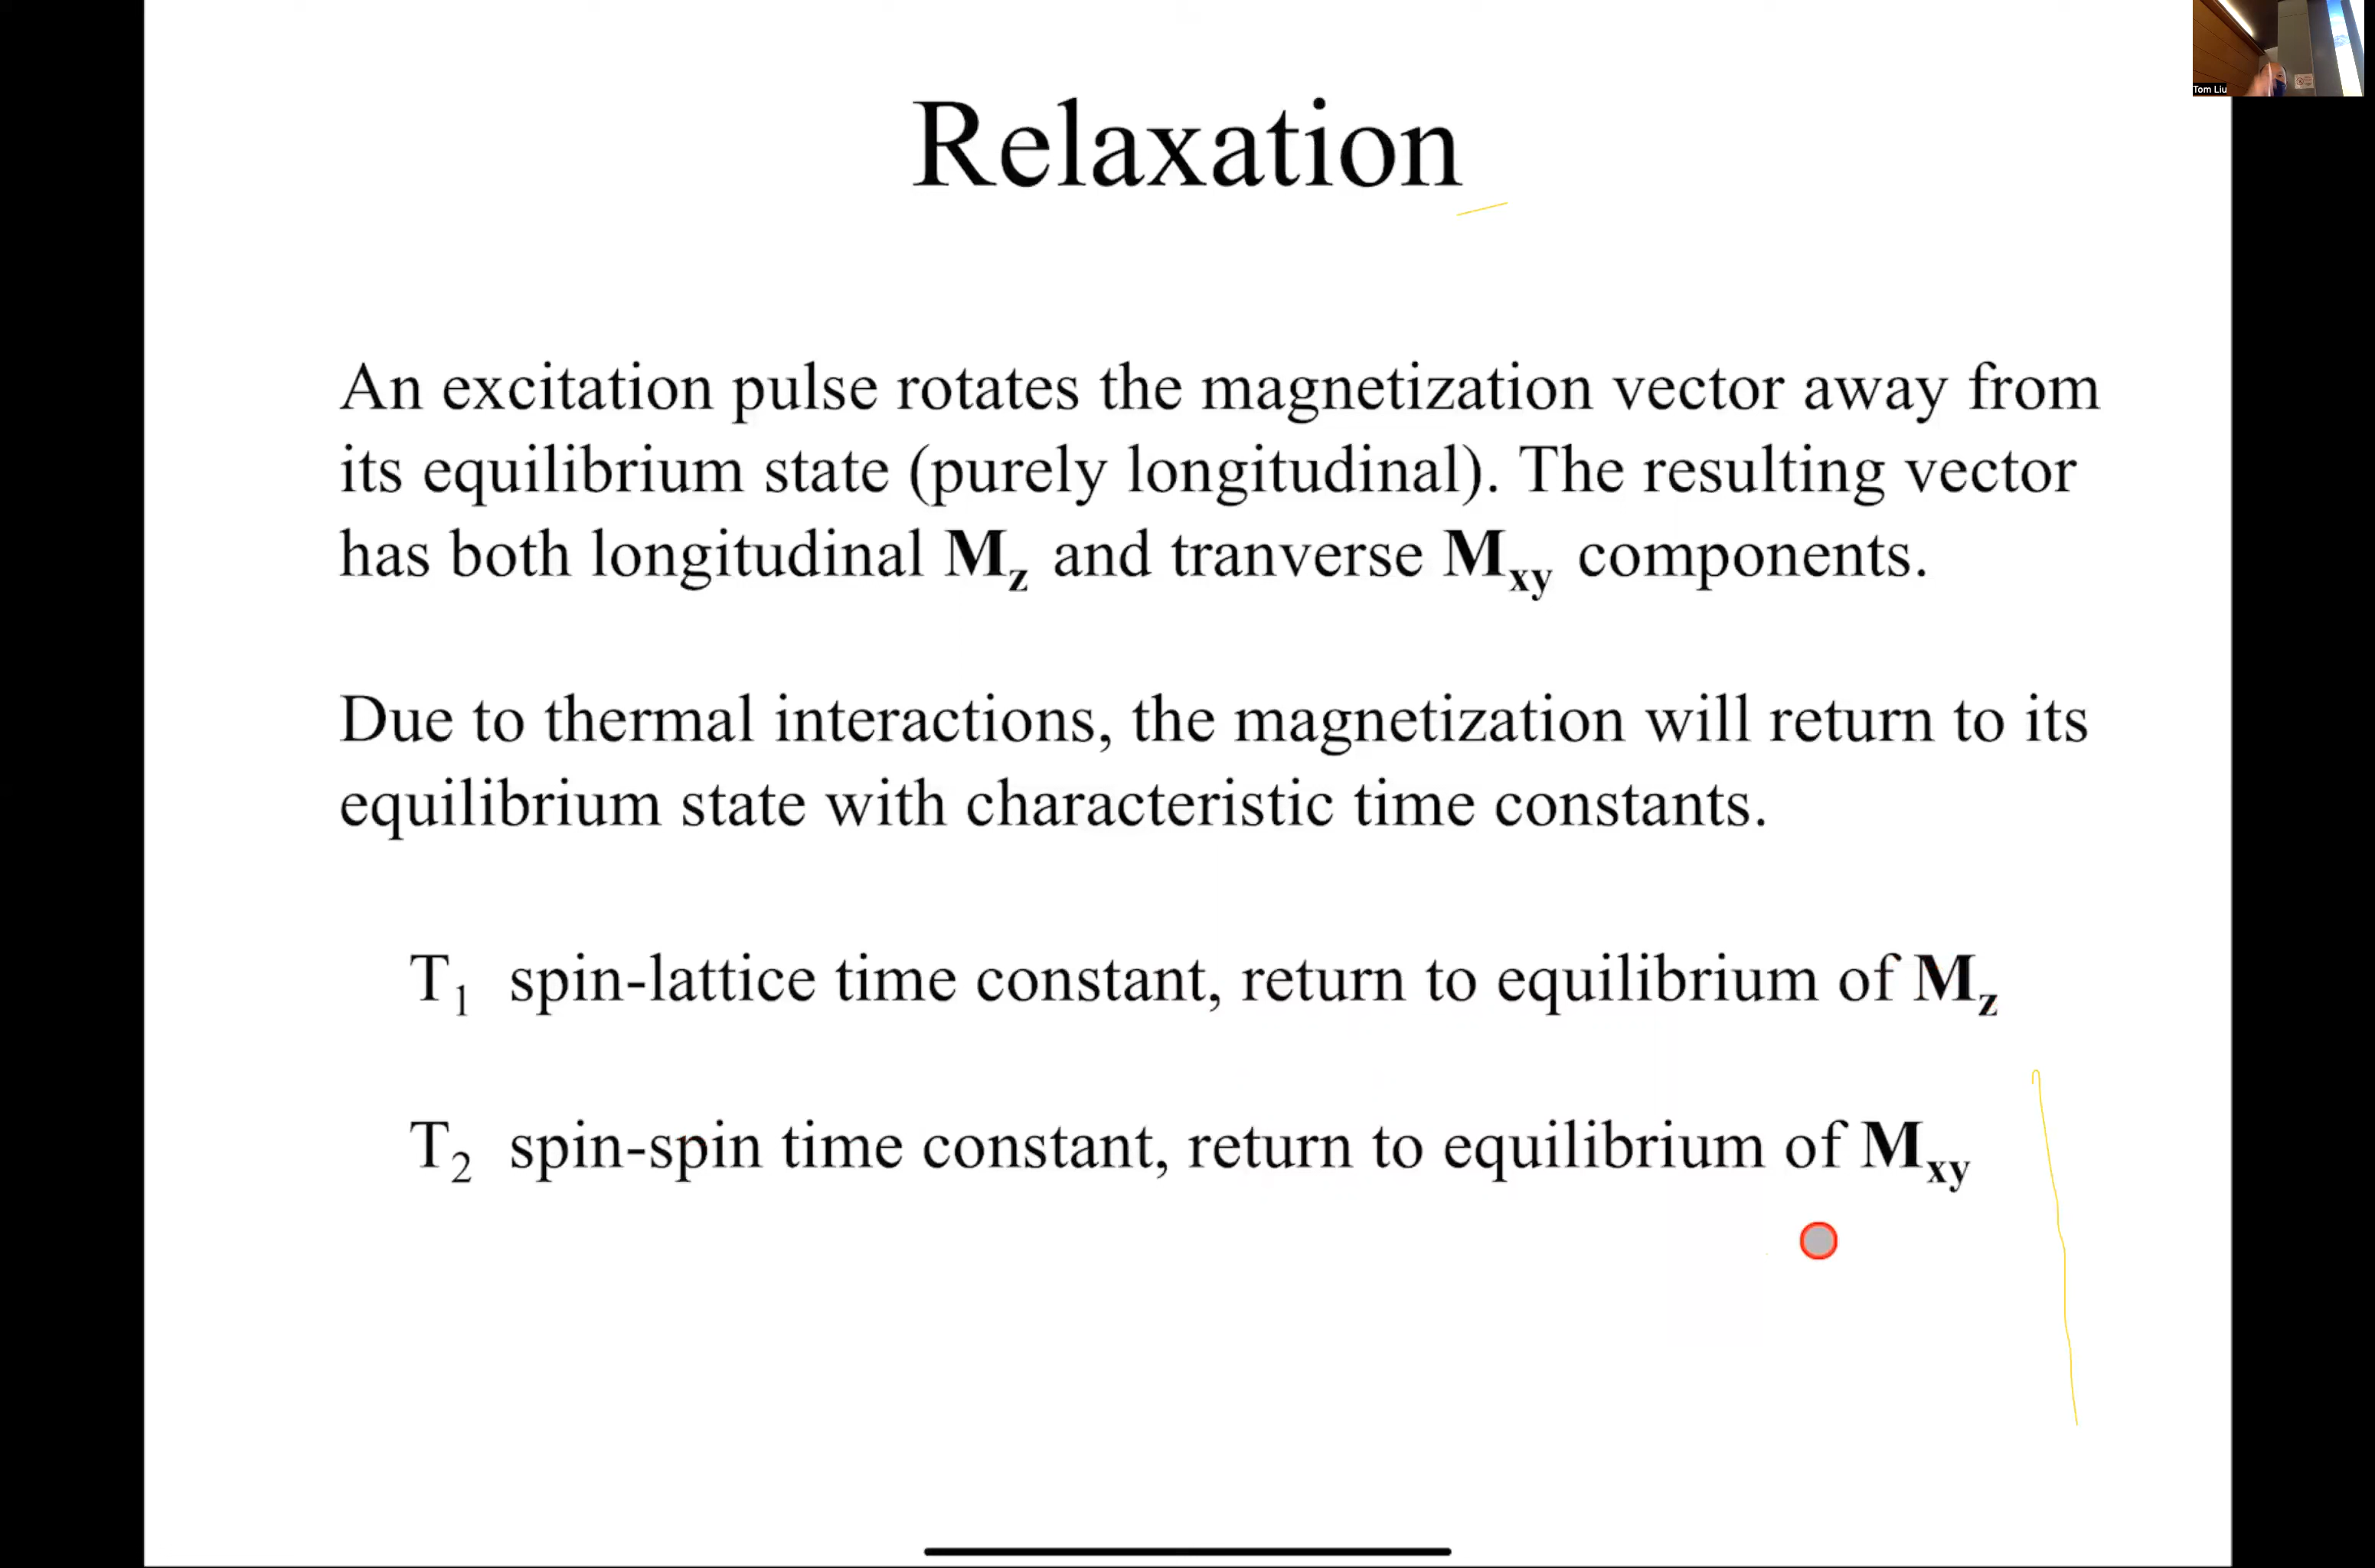 Tom Liu
Relaxation
An excitation pulse rotates the magnetization vector away from
its equilibrium state (purely longitudinal). The resulting vector
has both longitudinal Mz and tranverse Mxy components.
Due to thermal interactions, the magnetization will return to its
equilibrium state with characteristic time constants.
T1 spin-lattice time constant, return to equilibrium of Mz
T2 spin-spin time constant, return to equilibrium of Mxy